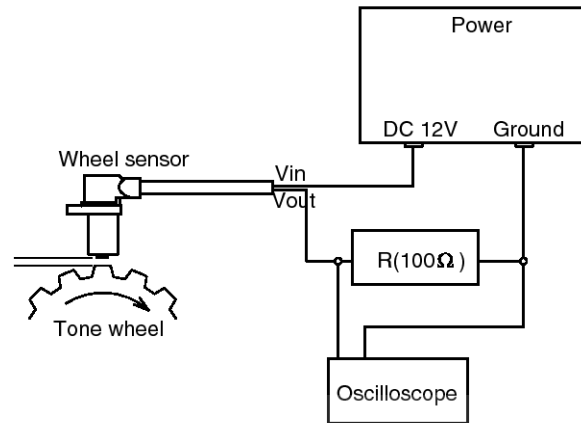 Power
DC 12V
Ground
Wheel sensor
Vin
Vout
R(100Ω)
Tone wheel
Oscilloscope